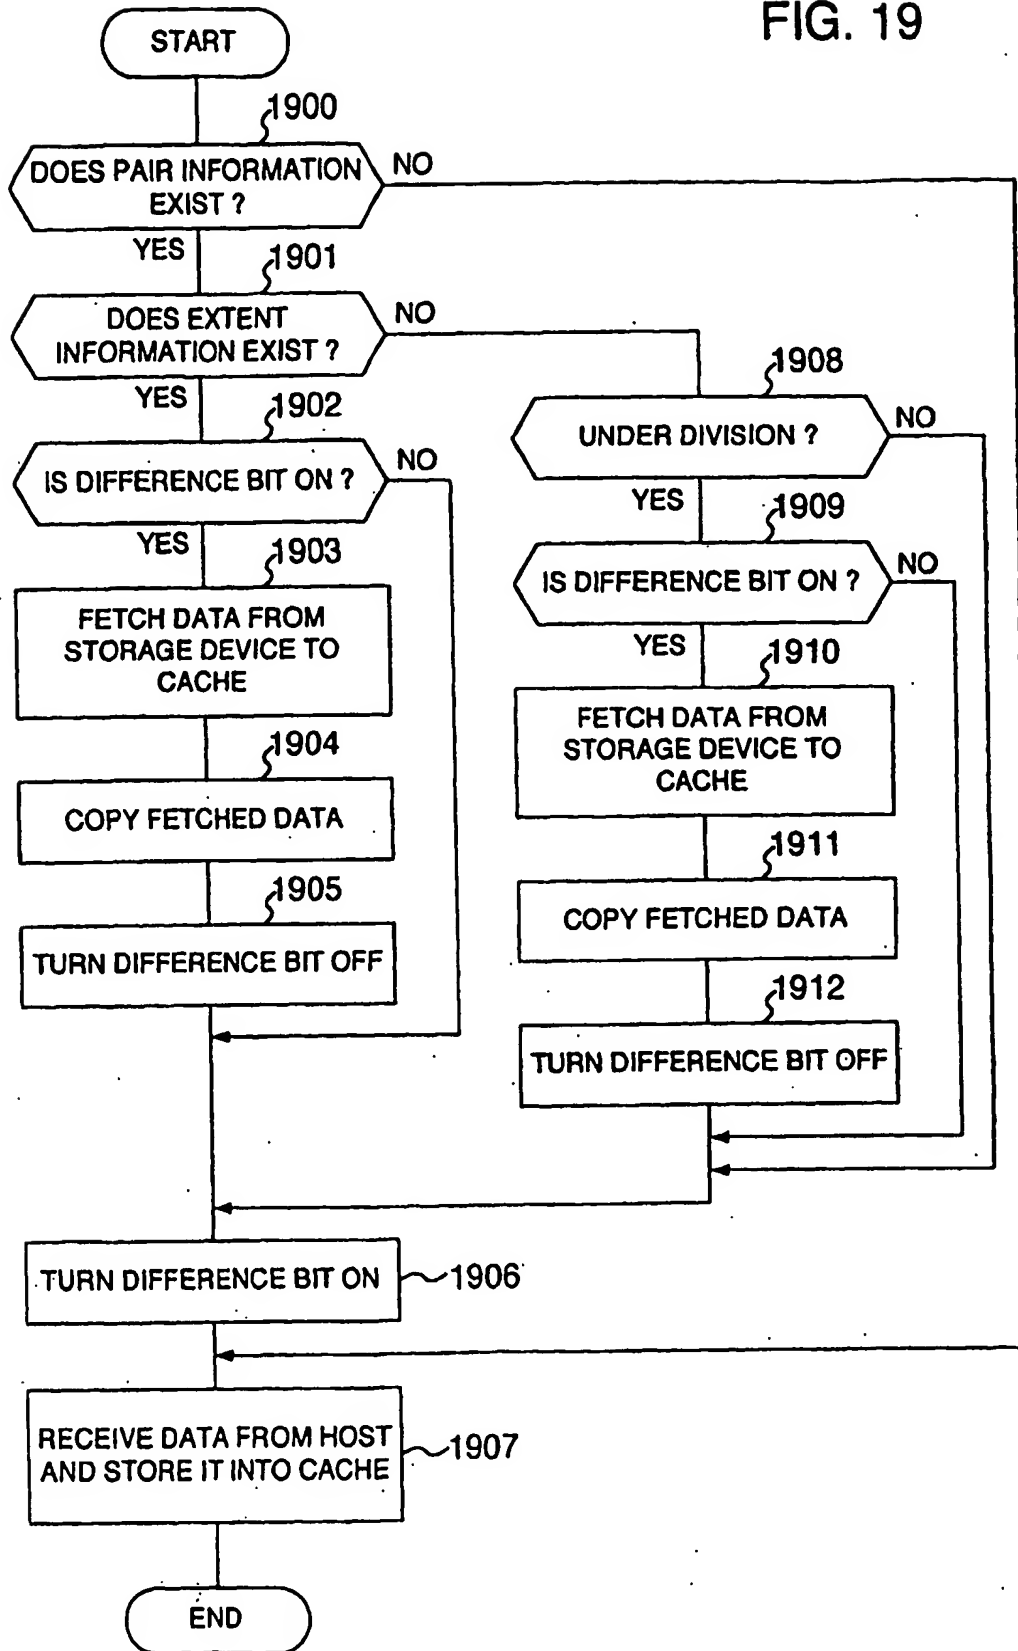 FIG. 19
START
1900
DOES PAIR INFORMATION
EXIST ?
NO
YES
1901
DOES EXTENT
INFORMATION EXIST ?
NO
YES
1902
IS DIFFERENCE BIT ON ?
NO
YES
1903
FETCH DATA FROM
STORAGE DEVICE TO
CACHE
1904
COPY FETCHED DATA
1905
TURN DIFFERENCE BIT OFF
1908
UNDER DIVISION ?
NO
YES
1909
IS DIFFERENCE BIT ON ?
NO
YES
1910
FETCH DATA FROM
STORAGE DEVICE TO
CACHE
1911
COPY FETCHED DATA
1912
TURN DIFFERENCE BIT OFF
TURN DIFFERENCE BIT ON
1906
RECEIVE DATA FROM HOST
AND STORE IT INTO CACHE
1907
END